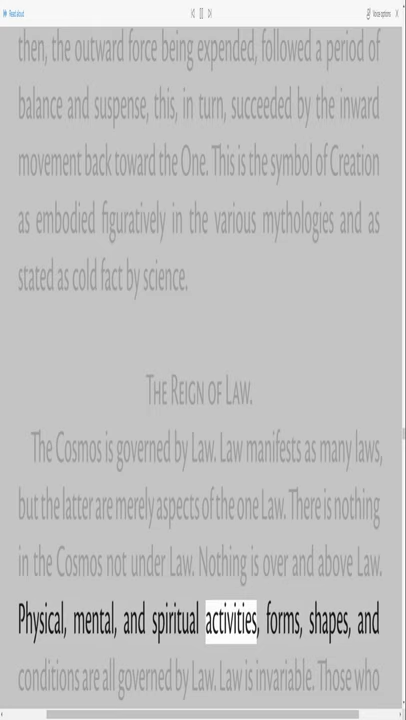 Read aloud
Voice options
then, the outward force being expended, followed a period of
balance and suspense, this, in turn, succeeded by the inward
movement back toward the One. This is the symbol of Creation
as embodied figuratively in the various mythologies and as
stated as cold fact by science.
The Reign of Law.
The Cosmos is governed by Law. Law manifests as many laws,
but the latter are merely aspects of the one Law. There is nothing
in the Cosmos not under Law. Nothing is over and above Law.
Physical, mental, and spiritual activities, forms, shapes, and
conditions are all governed by Law. Law is invariable. Those who